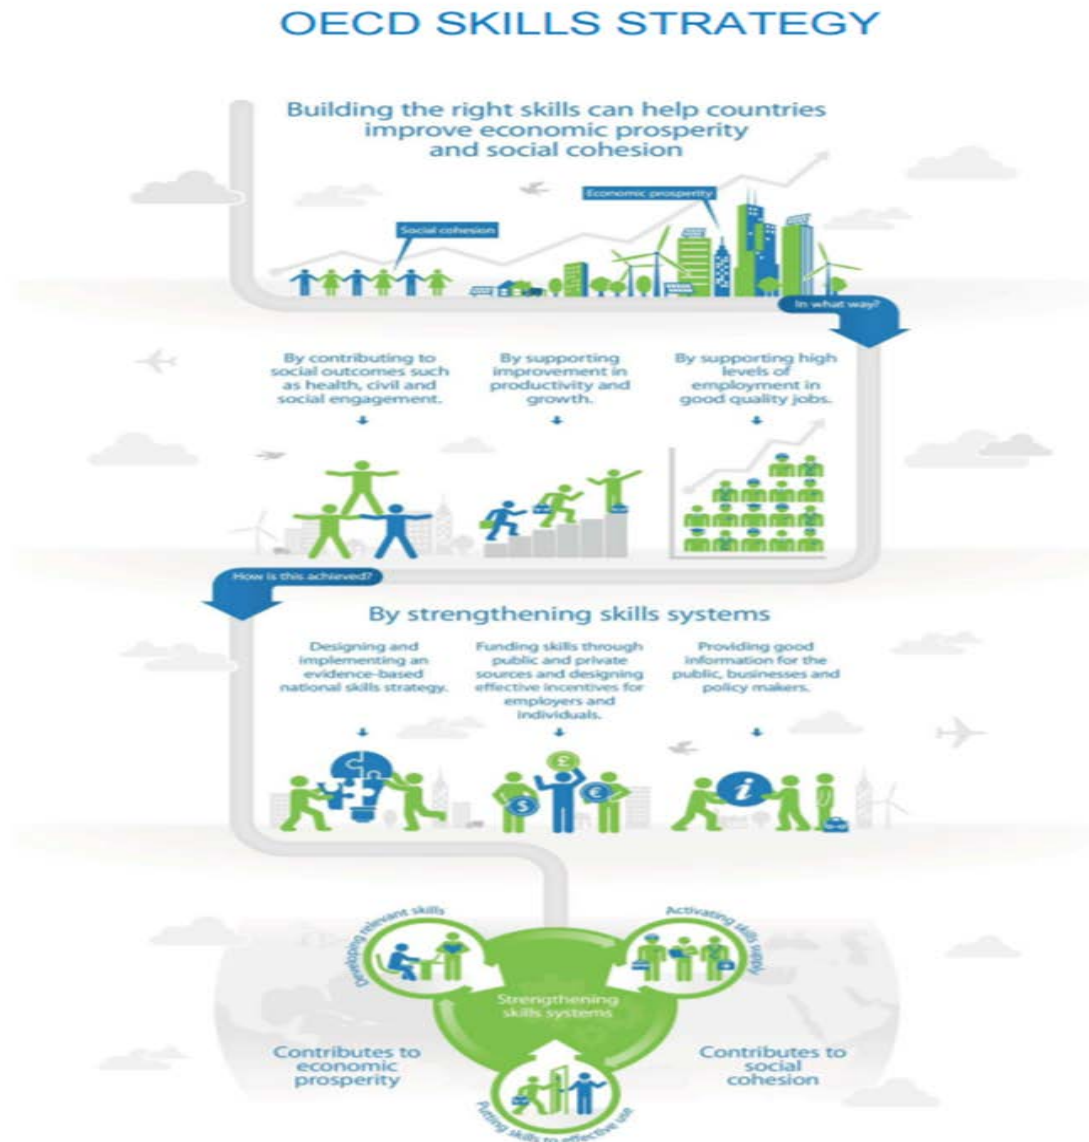 OECD SKILLS STRATEGY
Building the right skills can help countries
improve economic prosperity
and social cohesion
Economic prosperity
Social cohesion
In what way?
By contributing to
social outcomes such
as health, civil and
social engagement.
By supporting
improvement in
productivity and
growth.
By supporting high
levels of
employment in
good quality jobs.
How is this achieved?
By strengthening skills systems
Designing and
implementing an
evidence-based
national skills strategy.
Funding skills through
public and private
sources and designing
effective incentives for
employers and
individuals.
Providing good
information for the
public, businesses and
policy makers.
£
$
€
i
Developing relevant skills
Activating skills supply
Strengthening
skills systems
Contributes to
economic
prosperity
Contributes to
social
cohesion
Putting skills to effective use